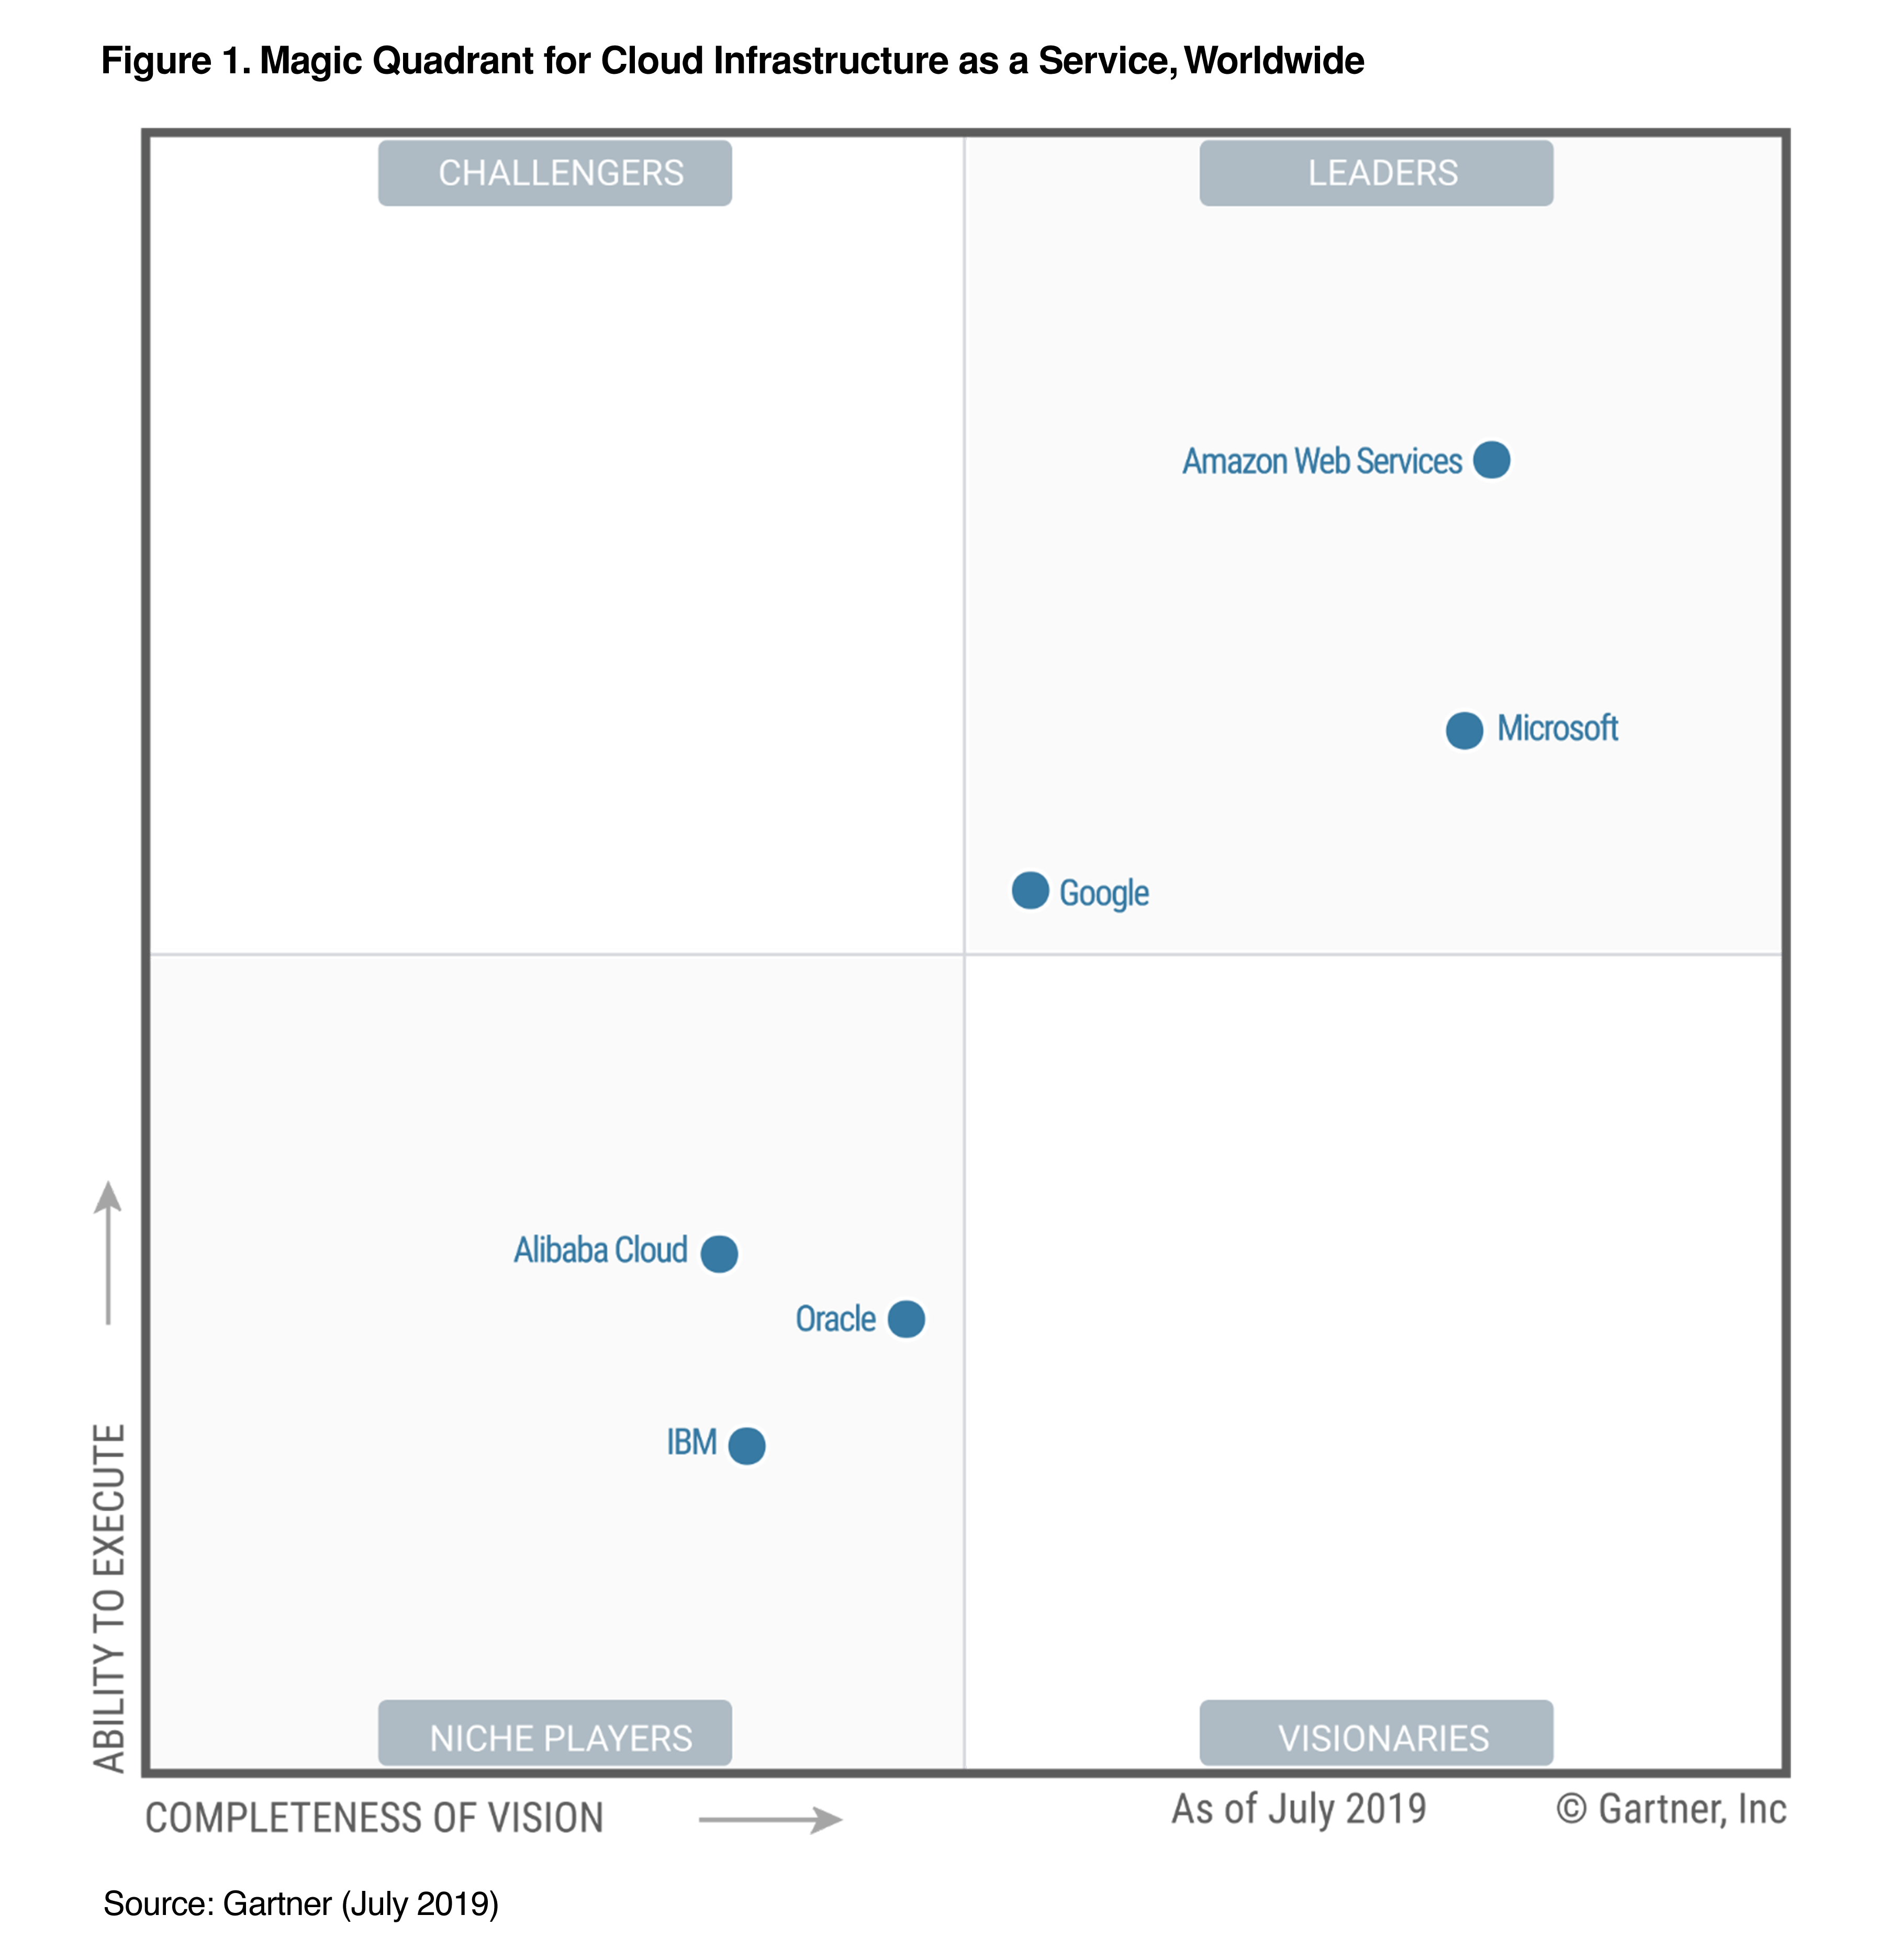 Figure 1. Magic Quadrant for Cloud Infrastructure as a Service, Worldwide
CHALLENGERS
LEADERS
Amazon Web Services
Microsoft
Google
Alibaba Cloud
Oracle
IBM
NICHE PLAYERS
VISIONARIES
ABILITY TO EXECUTE
COMPLETENESS OF VISION
As of July 2019
© Gartner, Inc
Source: Gartner (July 2019)